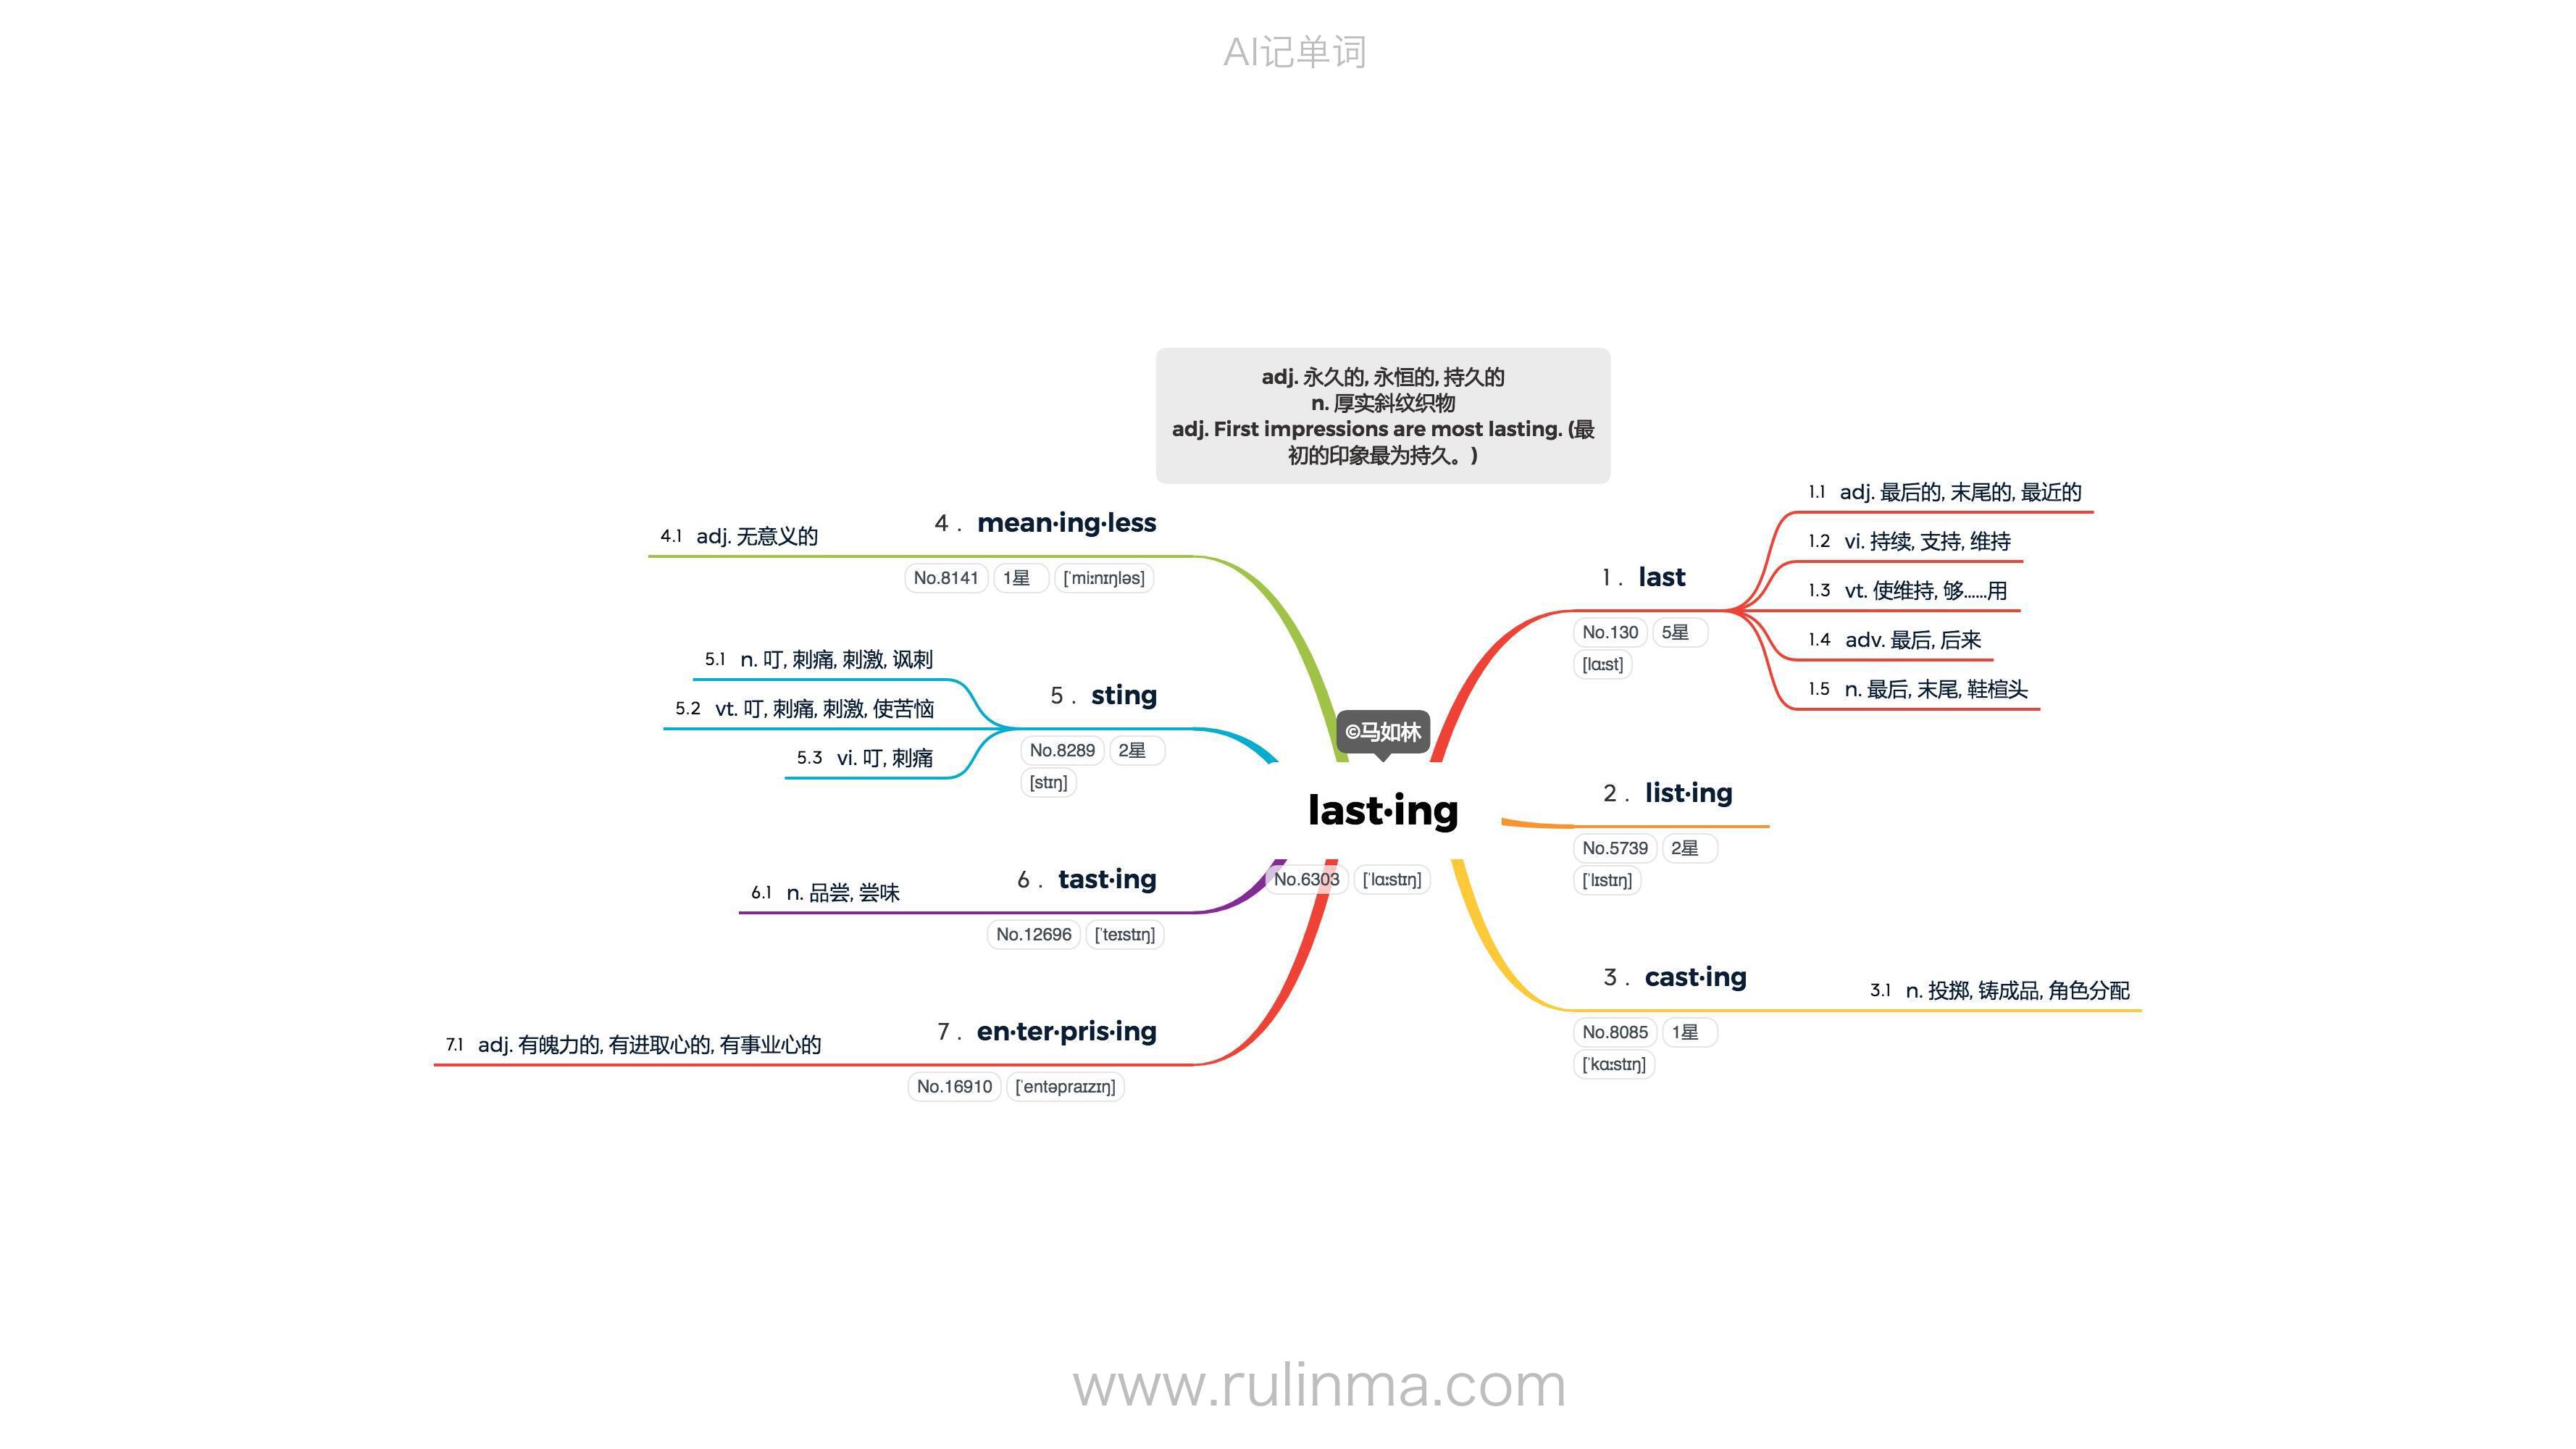 AI记单词
adj. 永久的, 永恒的, 持久的
n. 厚实斜纹织物
adj. First impressions are most lasting. (最
初的印象最为持久。)
©马如林
last·ing
No.6303 [ˈlɑːstɪŋ]
1 . last
No.130 5星
[lɑːst]
1.1 adj. 最后的, 末尾的, 最近的
1.2 vi. 持续, 支持, 维持
1.3 vt. 使维持, 够……用
1.4 adv. 最后, 后来
1.5 n. 最后, 末尾, 鞋楦头
2 . list·ing
No.5739 2星
[ˈlɪstɪŋ]
3 . cast·ing
No.8085 1星
[ˈkɑːstɪŋ]
3.1 n. 投掷, 铸成品, 角色分配
4 . mean·ing·less
No.8141 1星 [ˈmiːnɪŋləs]
4.1 adj. 无意义的
5 . sting
No.8289 2星
[stɪŋ]
5.1 n. 叮, 刺痛, 刺激, 讽刺
5.2 vt. 叮, 刺痛, 刺激, 使苦恼
5.3 vi. 叮, 刺痛
6 . tast·ing
No.12696 [ˈteɪstɪŋ]
6.1 n. 品尝, 尝味
7 . en·ter·pris·ing
No.16910 [ˈentəpraɪzɪŋ]
7.1 adj. 有魄力的, 有进取心的, 有事业心的
www.rulinma.com